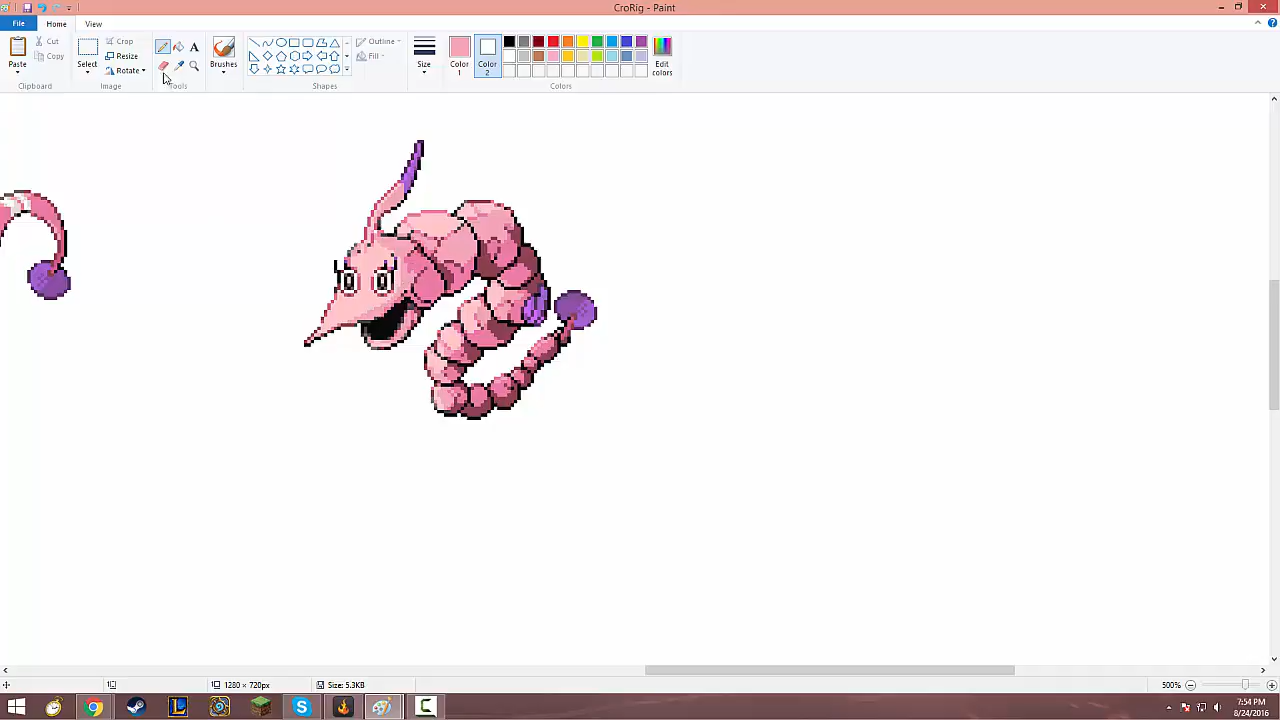 CroRig - Paint
File
Home
View
Paste
Cut
Copy
Clipboard
Select
Crop
Resize
Rotate
Image
A
Tools
Brushes
Outline
Fill
Shapes
Size
Color 1
Color 2
Edit colors
Colors
1280 × 720px
Size: 5.3KB
500%
7:54 PM
8/24/2016